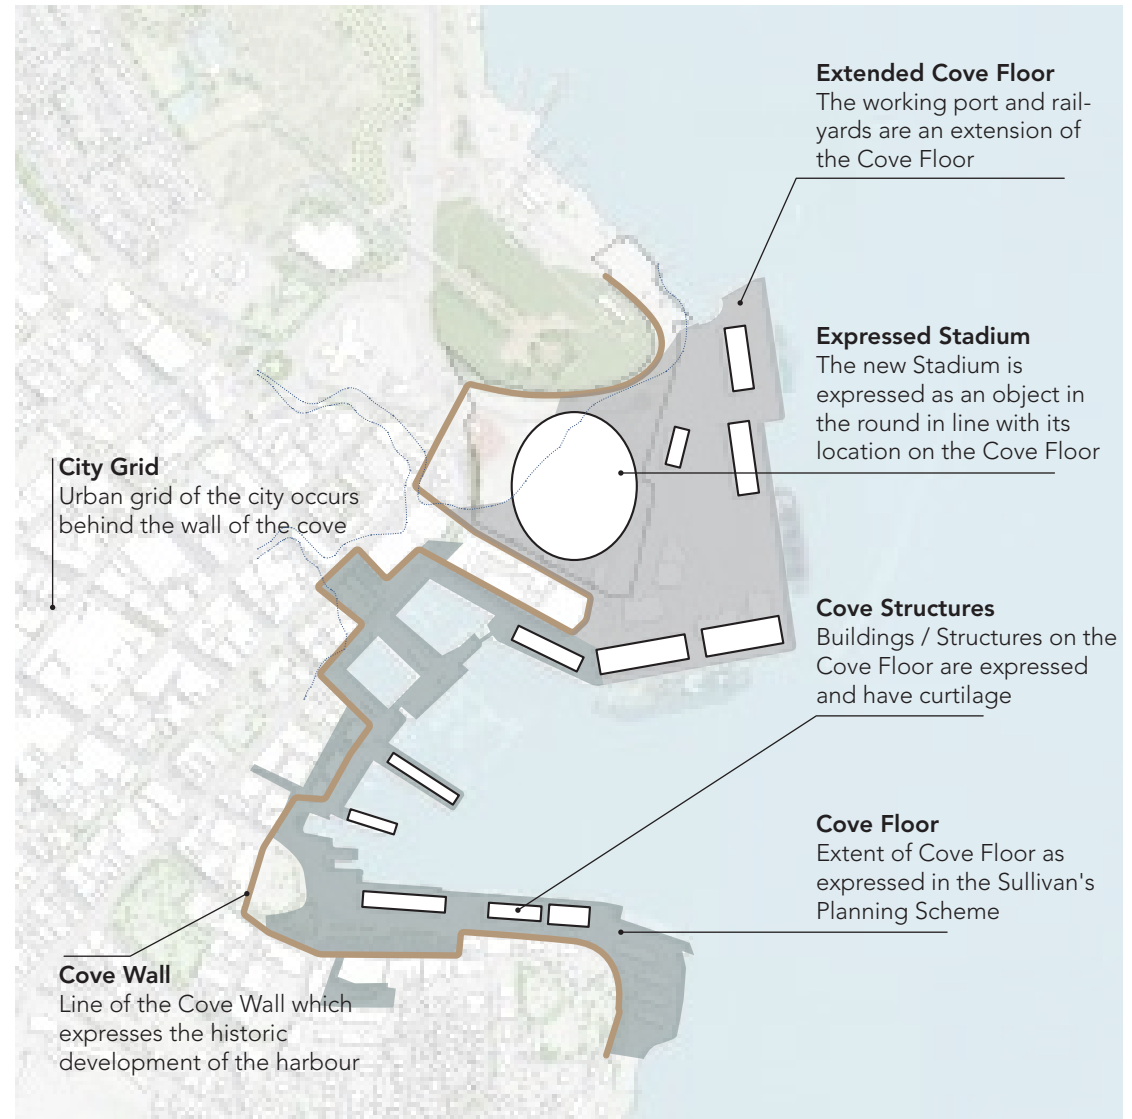 Extended Cove Floor
The working port and rail-
yards are an extension of
the Cove Floor
Expressed Stadium
The new Stadium is
expressed as an object in
the round in line with its
location on the Cove Floor
City Grid
Urban grid of the city occurs
behind the wall of the cove
Cove Structures
Buildings / Structures on the
Cove Floor are expressed
and have curtilage
Cove Floor
Extent of Cove Floor as
expressed in the Sullivan's
Planning Scheme
Cove Wall
Line of the Cove Wall which
expresses the historic
development of the harbour